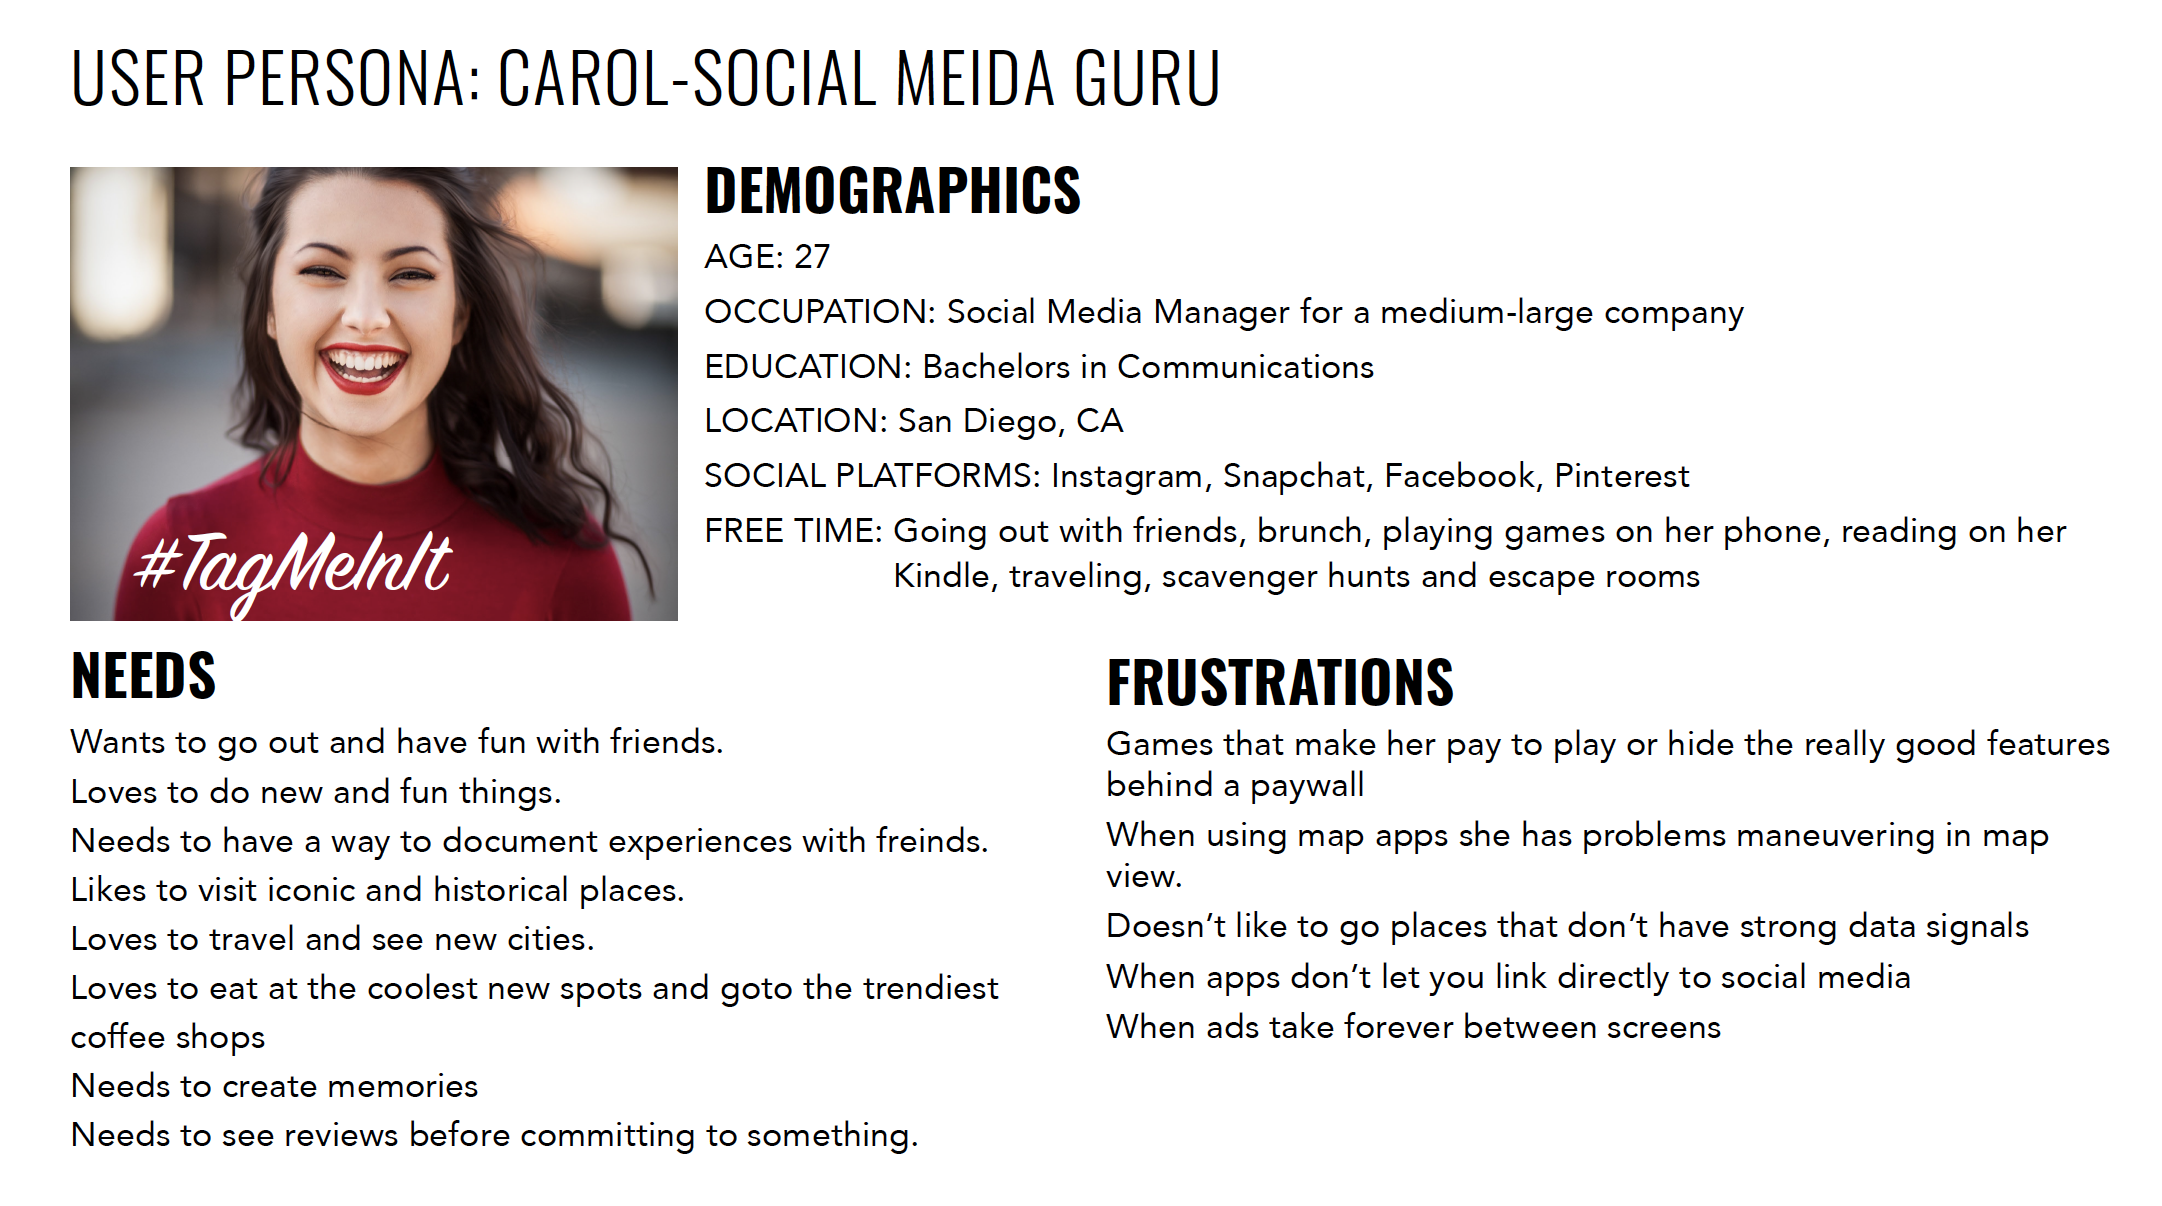 USER PERSONA: CAROL-SOCIAL MEIDA GURU
#TagMeInIt
DEMOGRAPHICS
AGE: 27
OCCUPATION: Social Media Manager for a medium-large company
EDUCATION: Bachelors in Communications
LOCATION: San Diego, CA
SOCIAL PLATFORMS: Instagram, Snapchat, Facebook, Pinterest
FREE TIME: Going out with friends, brunch, playing games on her phone, reading on her
Kindle, traveling, scavenger hunts and escape rooms
NEEDS
Wants to go out and have fun with friends.
Loves to do new and fun things.
Needs to have a way to document experiences with freinds.
Likes to visit iconic and historical places.
Loves to travel and see new cities.
Loves to eat at the coolest new spots and goto the trendiest
coffee shops
Needs to create memories
Needs to see reviews before committing to something.
FRUSTRATIONS
Games that make her pay to play or hide the really good features
behind a paywall
When using map apps she has problems maneuvering in map
view.
Doesn’t like to go places that don’t have strong data signals
When apps don’t let you link directly to social media
When ads take forever between screens